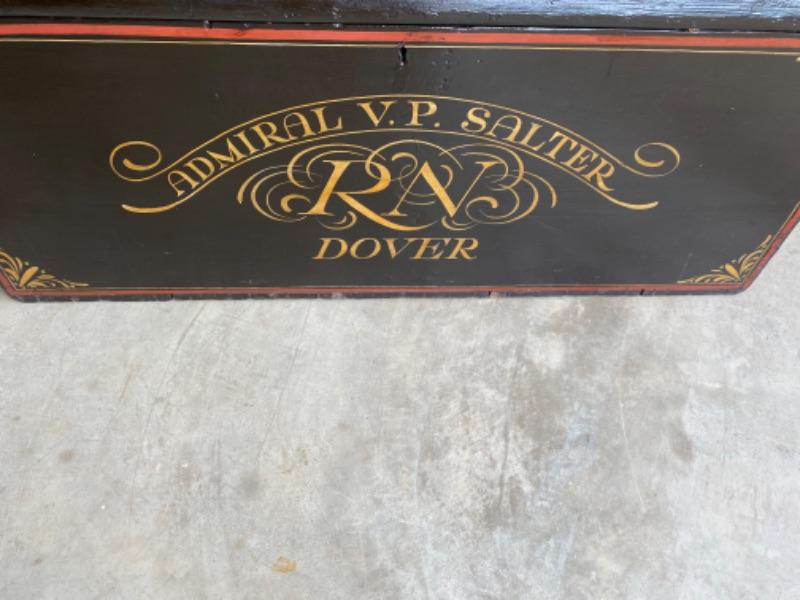 ADMIRAL V. P. SALTER
RN
DOVER